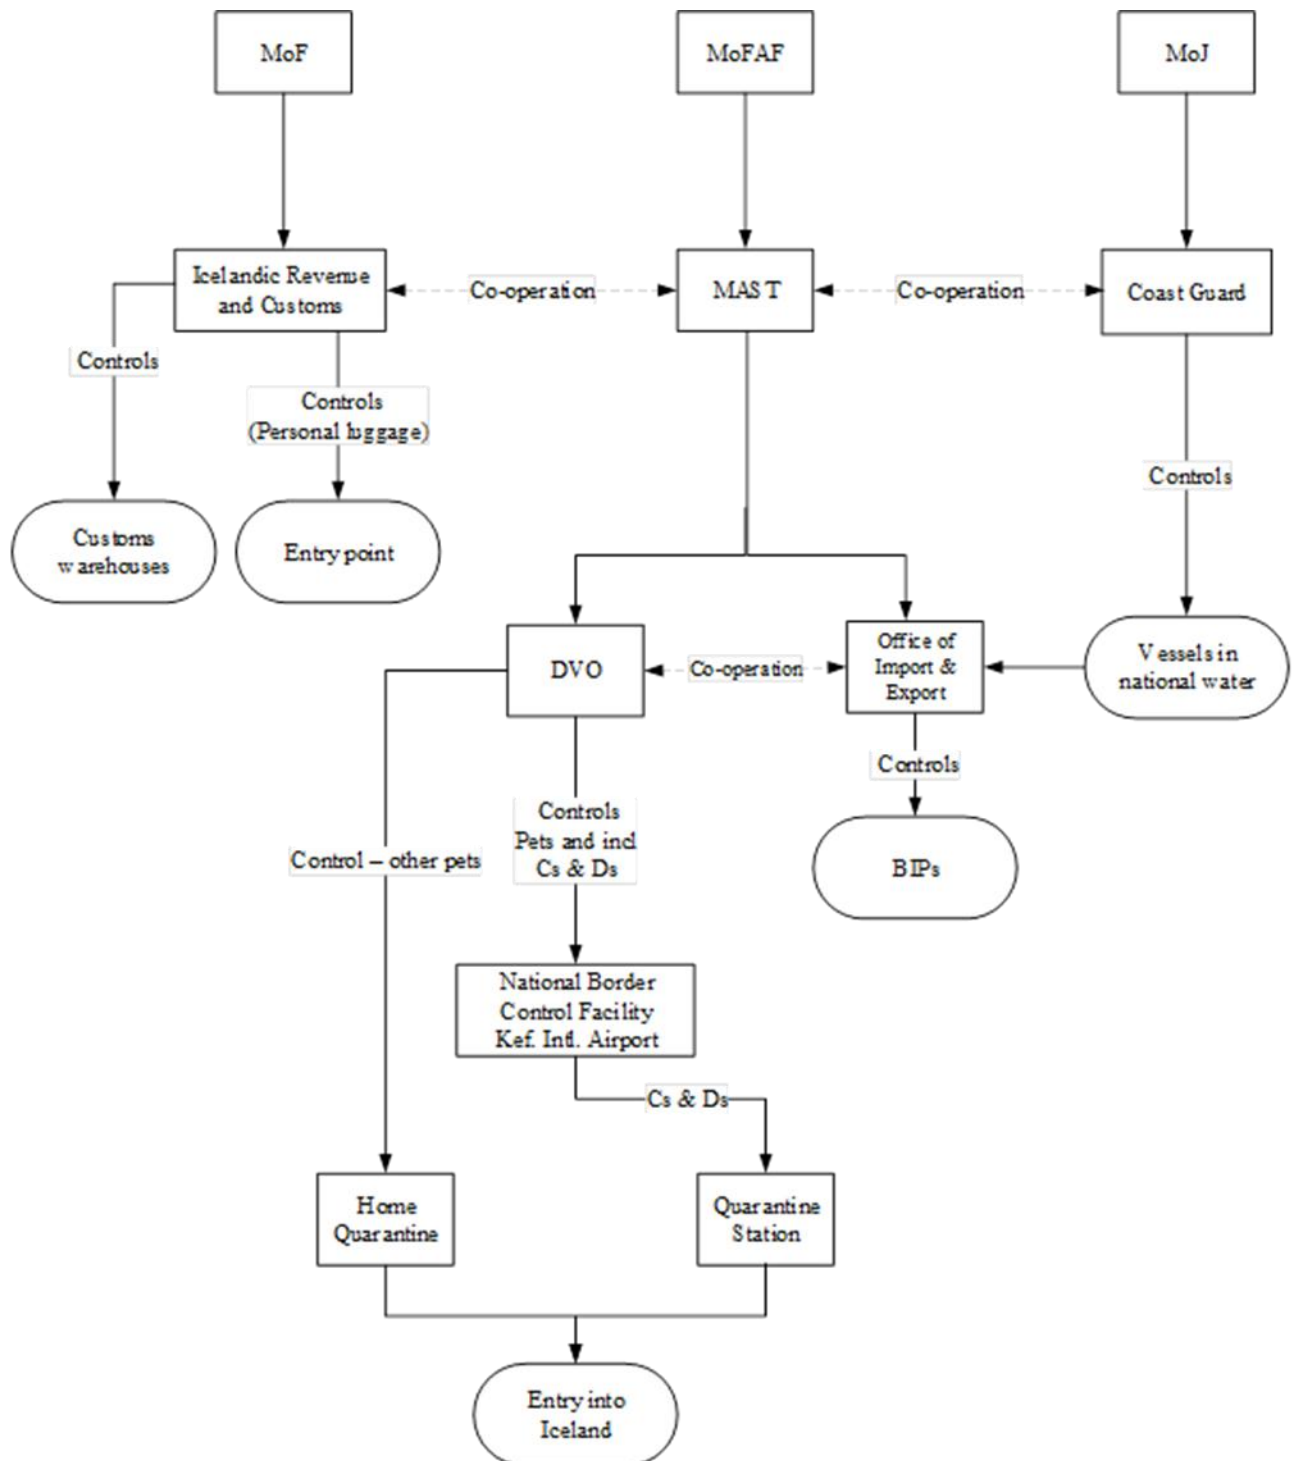 MoF
MoFAF
MoJ
Icelandic Revenue
and Customs
Co-operation
MAST
Co-operation
Coast Guard
Controls
Controls
(Personal luggage)
Controls
Customs
warehouses
Entry point
DVO
Co-operation
Office of
Import &
Export
Vessels in
national water
Controls
Controls
Pets and incl
Cs & Ds
Control – other pets
BIPs
National Border
Control Facility
Kef. Intl. Airport
Cs & Ds
Home
Quarantine
Quarantine
Station
Entry into
Iceland